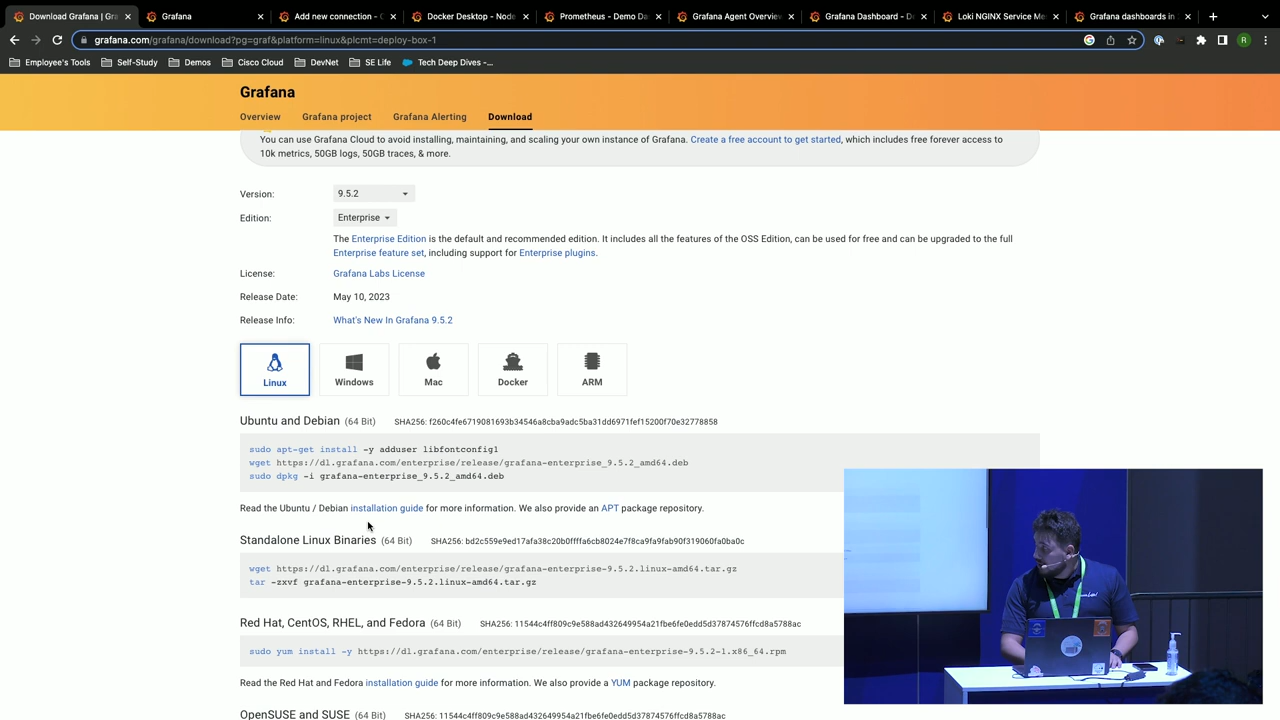 Download Grafana | Gra
Grafana
Add new connection - C
Docker Desktop - Node
Prometheus - Demo Da
Grafana Agent Overview
Grafana Dashboard - De
Loki NGINX Service Me
Grafana dashboards in
grafana.com/grafana/download?pg=graf&platform=linux&plcmt=deploy-box-1
Employee's Tools
Self-Study
Demos
Cisco Cloud
DevNet
SE Life
Tech Deep Dives -...
Grafana
Overview
Grafana project
Grafana Alerting
Download
You can use Grafana Cloud to avoid installing, maintaining, and scaling your own instance of Grafana. Create a free account to get started, which includes free forever access to
10k metrics, 50GB logs, 50GB traces, & more.
Version:
9.5.2
Edition:
Enterprise
The Enterprise Edition is the default and recommended edition. It includes all the features of the OSS Edition, can be used for free and can be upgraded to the full
Enterprise feature set, including support for Enterprise plugins.
License:
Grafana Labs License
Release Date:
May 10, 2023
Release Info:
What's New In Grafana 9.5.2
Linux
Windows
Mac
Docker
ARM
Ubuntu and Debian (64 Bit) SHA256: f260c4fe6719081693b34546a8cba9adc5ba31dd6971fef15200f70e32778858
sudo apt-get install -y adduser libfontconfig1
wget https://dl.grafana.com/enterprise/release/grafana-enterprise_9.5.2_amd64.deb
sudo dpkg -i grafana-enterprise_9.5.2_amd64.deb
Read the Ubuntu / Debian installation guide for more information. We also provide an APT package repository.
Standalone Linux Binaries (64 Bit) SHA256: bd2c559e9ed17afa38c20b0ffffa6cb8024e7f8ca9fa9fab90f319060fa0ba0c
wget https://dl.grafana.com/enterprise/release/grafana-enterprise-9.5.2.linux-amd64.tar.gz
tar -zxvf grafana-enterprise-9.5.2.linux-amd64.tar.gz
Red Hat, CentOS, RHEL, and Fedora (64 Bit) SHA256: 11544c4ff809c9e588ad432649954a21fbe6fe0edd5d37874576ffcd8a5788ac
sudo yum install -y https://dl.grafana.com/enterprise/release/grafana-enterprise-9.5.2-1.x86_64.rpm
Read the Red Hat and Fedora installation guide for more information. We also provide a YUM package repository.
OpenSUSE and SUSE (64 Bit) SHA256: 11544c4ff809c9e588ad432649954a21fbe6fe0edd5d37874576ffcd8a5788ac